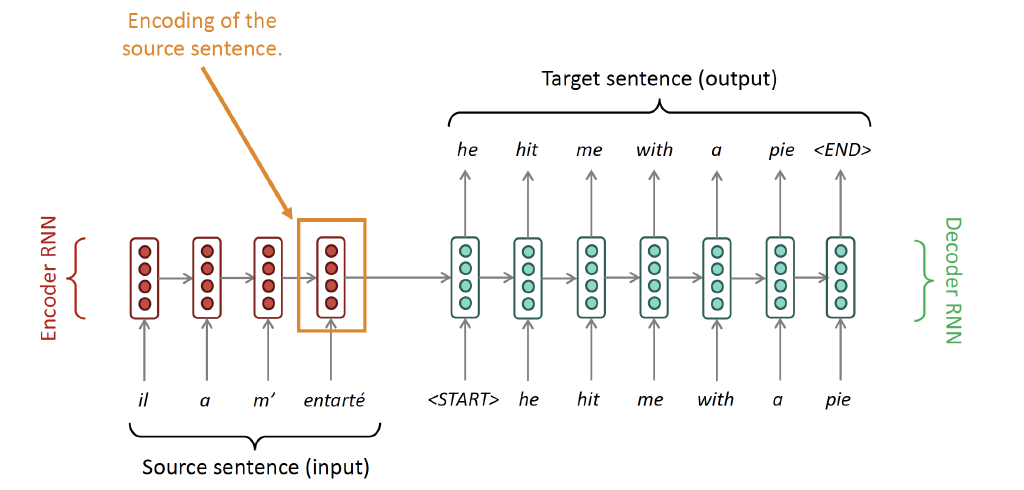 Encoding of the
source sentence.
Target sentence (output)
he hit me with a pie <END>
Encoder RNN
Decoder RNN
il a m’ entarté
<START> he hit me with a pie
Source sentence (input)